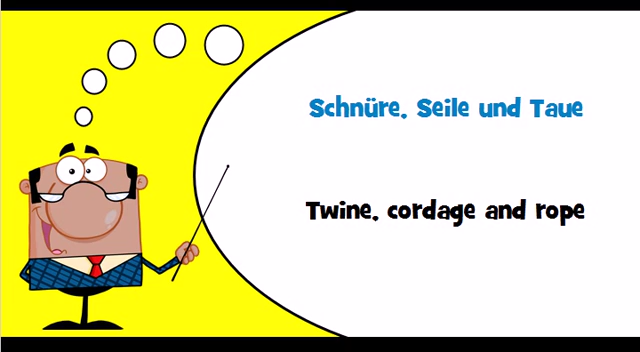 Schnüre, Seile und Taue
Twine, cordage and rope